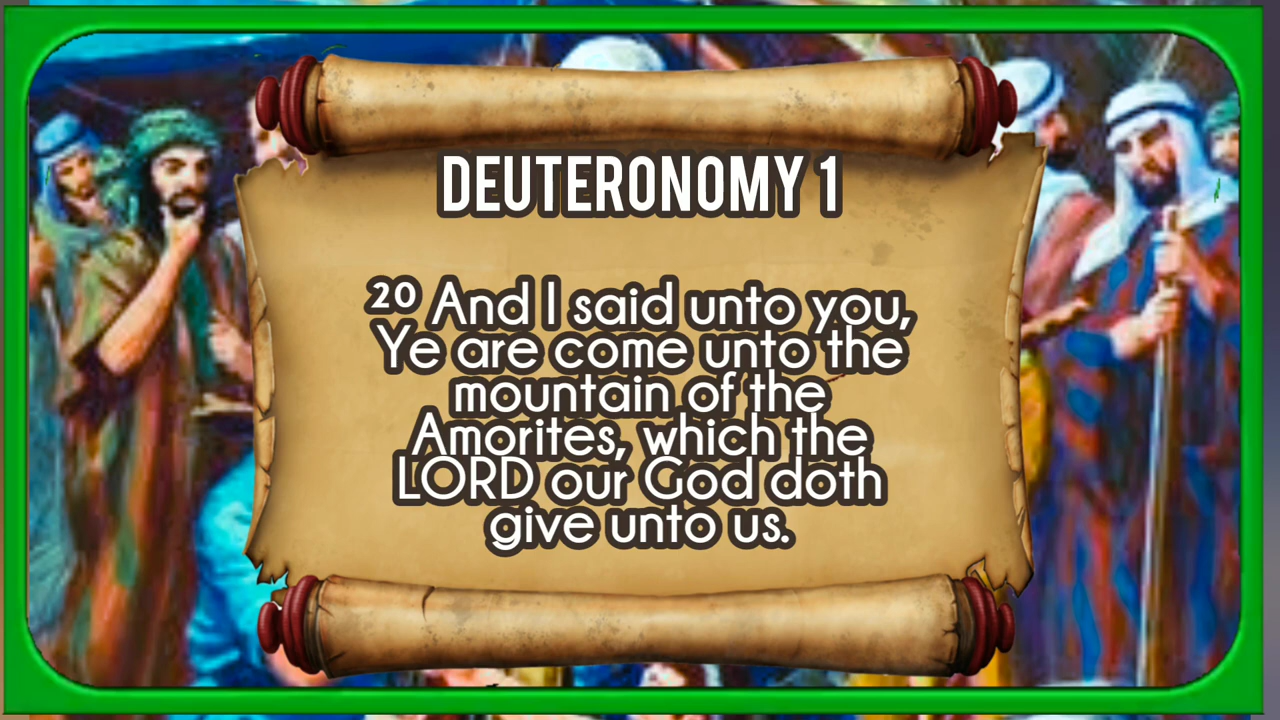 DEUTERONOMY 1
²⁰ And I said unto you,
Ye are come unto the
mountain of the
Amorites, which the
LORD our God doth
give unto us.